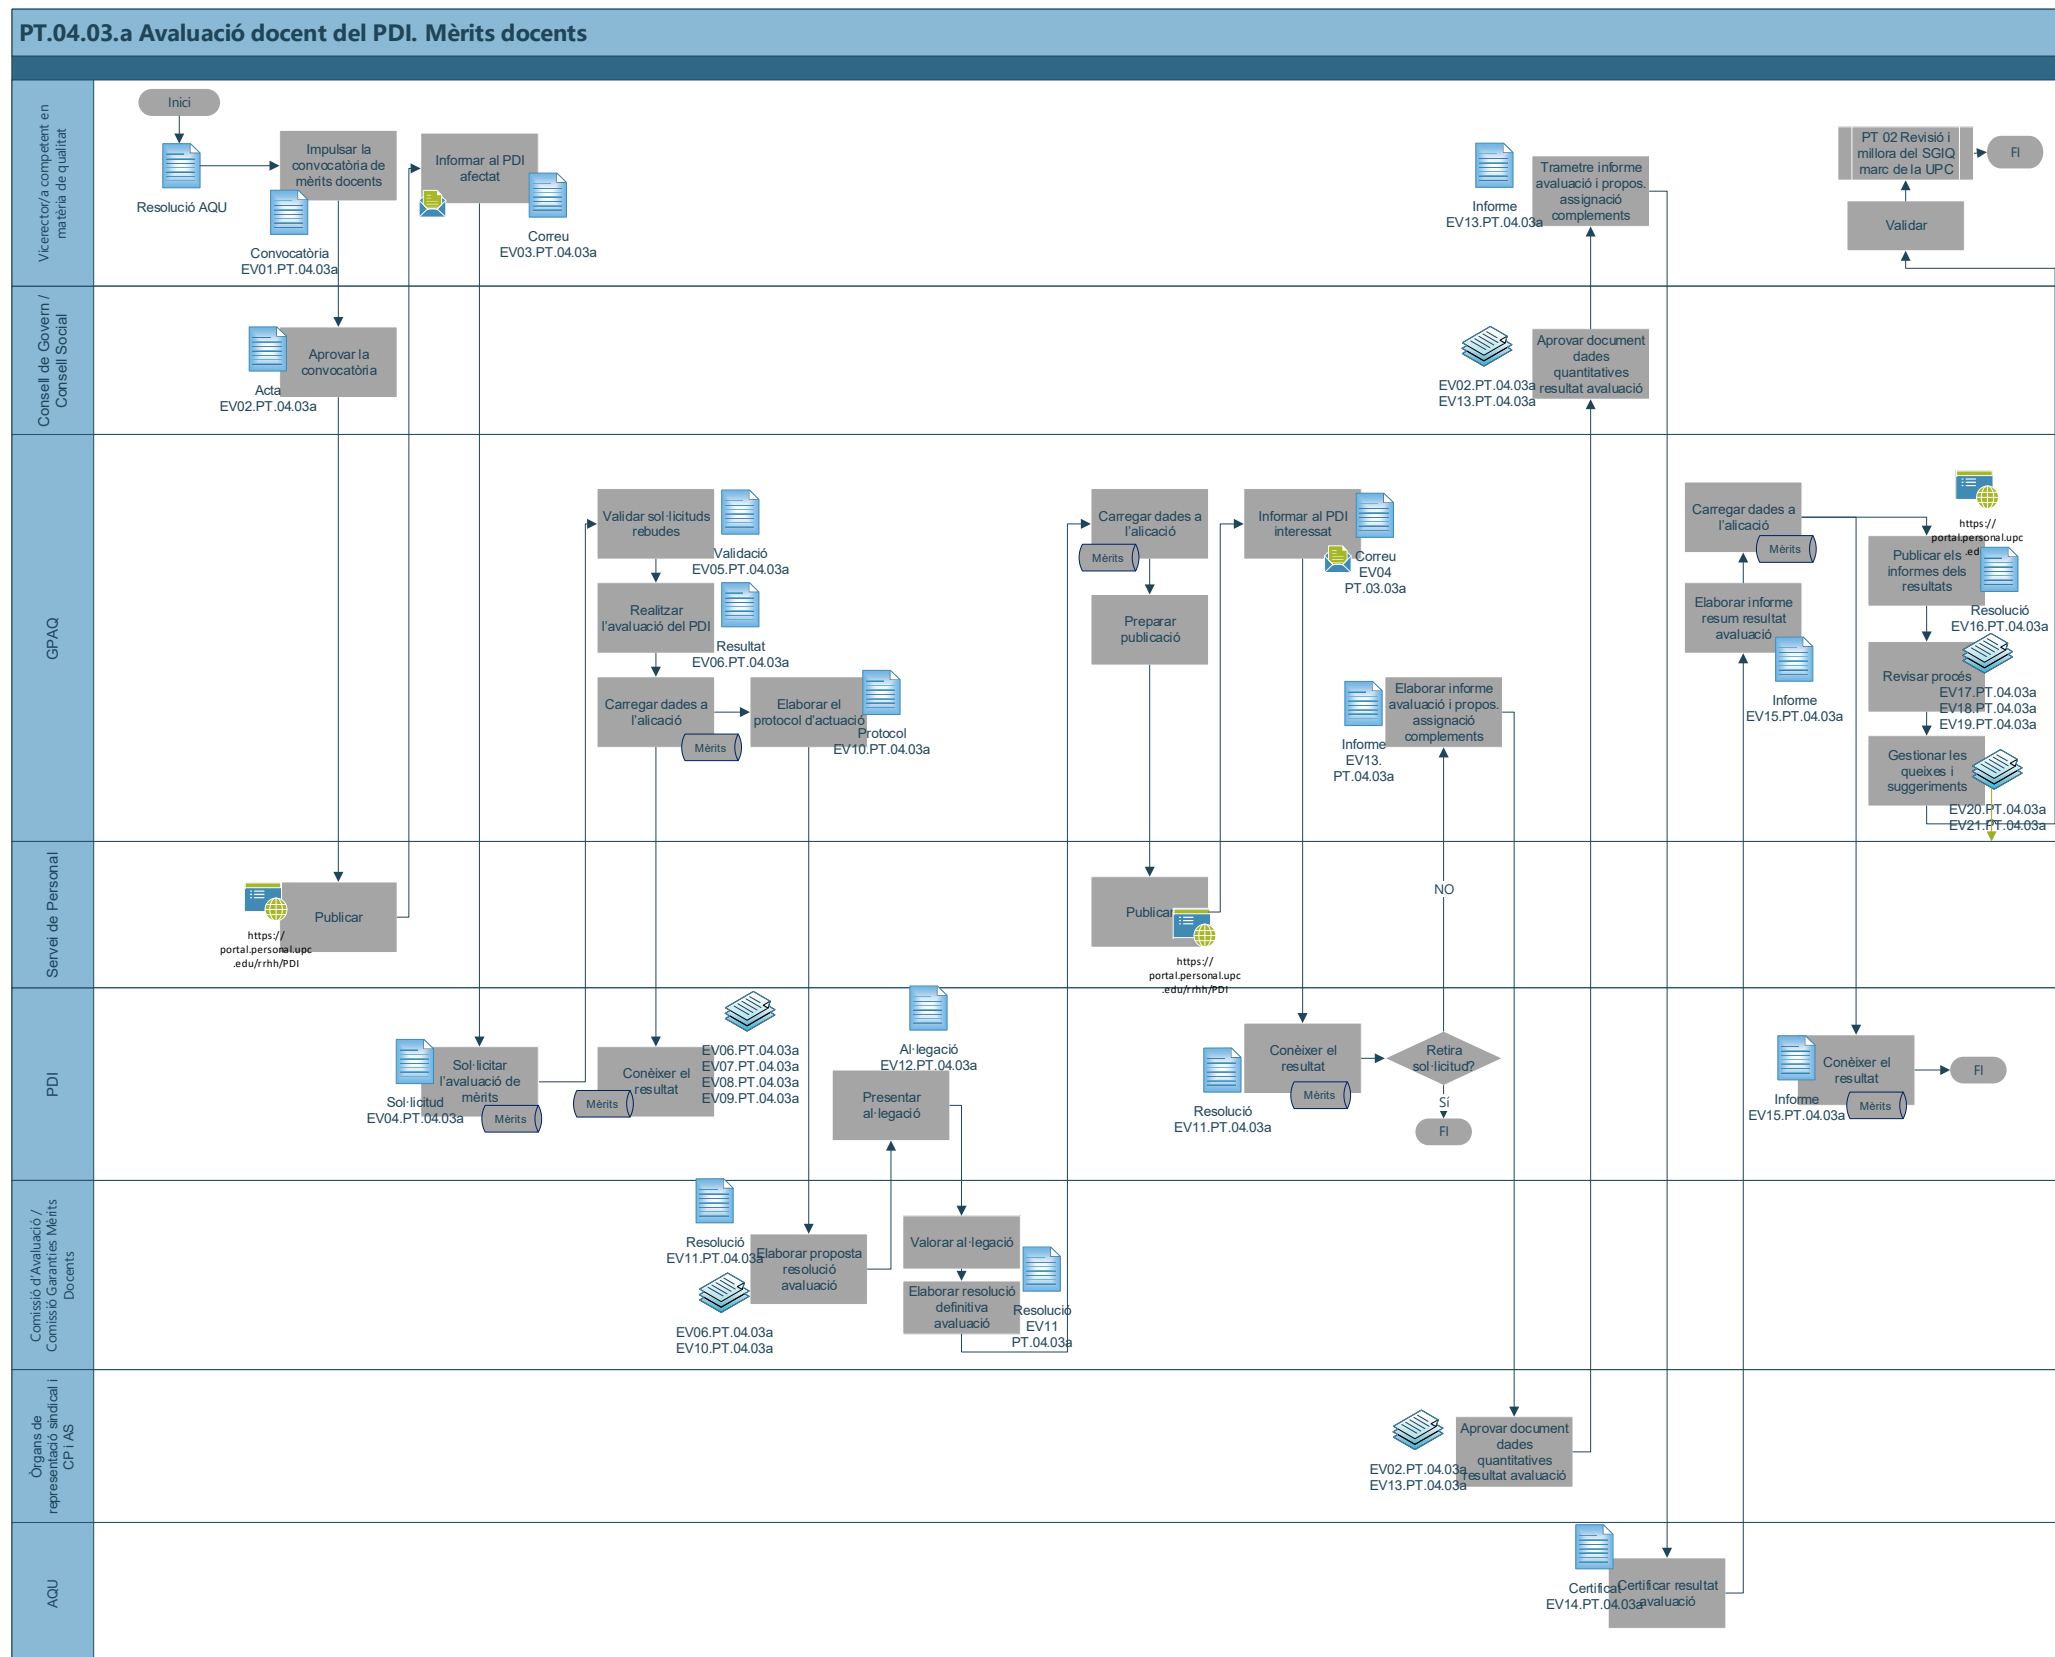 PT.04.03.a Avaluació docent del PDI. Mèrits docents
Vicerector/a competent en
matèria de qualitat
Inici
Resolució AQU
Impulsar la
convocatòria de
mèrits docents
Convocatòria
EV01.PT.04.03a
Informar al PDI
afectat
Correu
EV03.PT.04.03a
Informe
EV13.PT.04.03a
Trametre informe
avaluació i propos.
assignació
complements
PT 02 Revisió i
millora del SGIQ
marc de la UPC
FI
Validar
Consell de Govern /
Consell Social
Acta
EV02.PT.04.03a
Aprovar la
convocatòria
EV02.PT.04.03a
EV13.PT.04.03a
Aprovar document
dades
quantitatives
resultat avaluació
GPAQ
Validar sol·licituds
rebudes
Validació
EV05.PT.04.03a
Realitzar
l'avaluació del PDI
Resultat
EV06.PT.04.03a
Carregar dades a
l'alicació
Mèrits
Elaborar el
protocol d'actuació
Protocol
EV10.PT.04.03a
Carregar dades a
l'alicació
Mèrits
Preparar
publicació
Informar al PDI
interessat
Correu
EV04
PT.03.03a
Elaborar informe
avaluació i propos.
assignació
complements
Informe
EV13.
PT.04.03a
Carregar dades a
l'alicació
Mèrits
Elaborar informe
resum resultat
avaluació
Informe
EV15.PT.04.03a
https://
portal.personal.upc
.ed
Publicar els
informes dels
resultats
Resolució
EV16.PT.04.03a
Revisar procés
EV17.PT.04.03a
EV18.PT.04.03a
EV19.PT.04.03a
Gestionar les
queixes i
suggeriments
EV20.PT.04.03a
EV21.PT.04.03a
Servei de Personal
Publicar
https://
portal.personal.upc
.edu/rrhh/PDI
Publicar
https://
portal.personal.upc
.edu/rrhh/PDI
NO
PDI
Sol·licitar
l'avaluació de
mèrits
Sol·licitud
EV04.PT.04.03a
Mèrits
Conèixer el
resultat
Mèrits
EV06.PT.04.03a
EV07.PT.04.03a
EV08.PT.04.03a
EV09.PT.04.03a
Al·legació
EV12.PT.04.03a
Presentar
al·legació
Conèixer el
resultat
Mèrits
Resolució
EV11.PT.04.03a
Retira
sol·licitud?
Sí
FI
Conèixer el
resultat
Informe
EV15.PT.04.03a
Mèrits
FI
Comissió d'Avaluació /
Comissió Garanties Mèrits
Docents
Resolució
EV11.PT.04.03a
Elaborar proposta
resolució
avaluació
EV06.PT.04.03a
EV10.PT.04.03a
Valorar al·legació
Elaborar resolució
definitiva
avaluació
Resolució
EV11
PT.04.03a
Òrgans de
representació sindical i
CP i AS
EV02.PT.04.03a
EV13.PT.04.03a
Aprovar document
dades
quantitatives
resultat avaluació
AQU
Certificat
EV14.PT.04.03a
Certificar resultat
avaluació